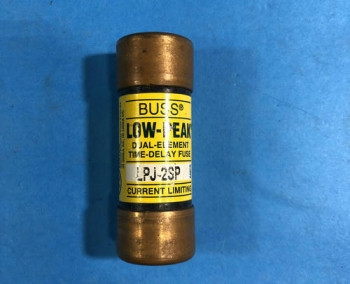 BUSS®
LOW-PEAK
DUAL-ELEMENT
TIME-DELAY FUSE
LPJ-2SP
CURRENT LIMITING